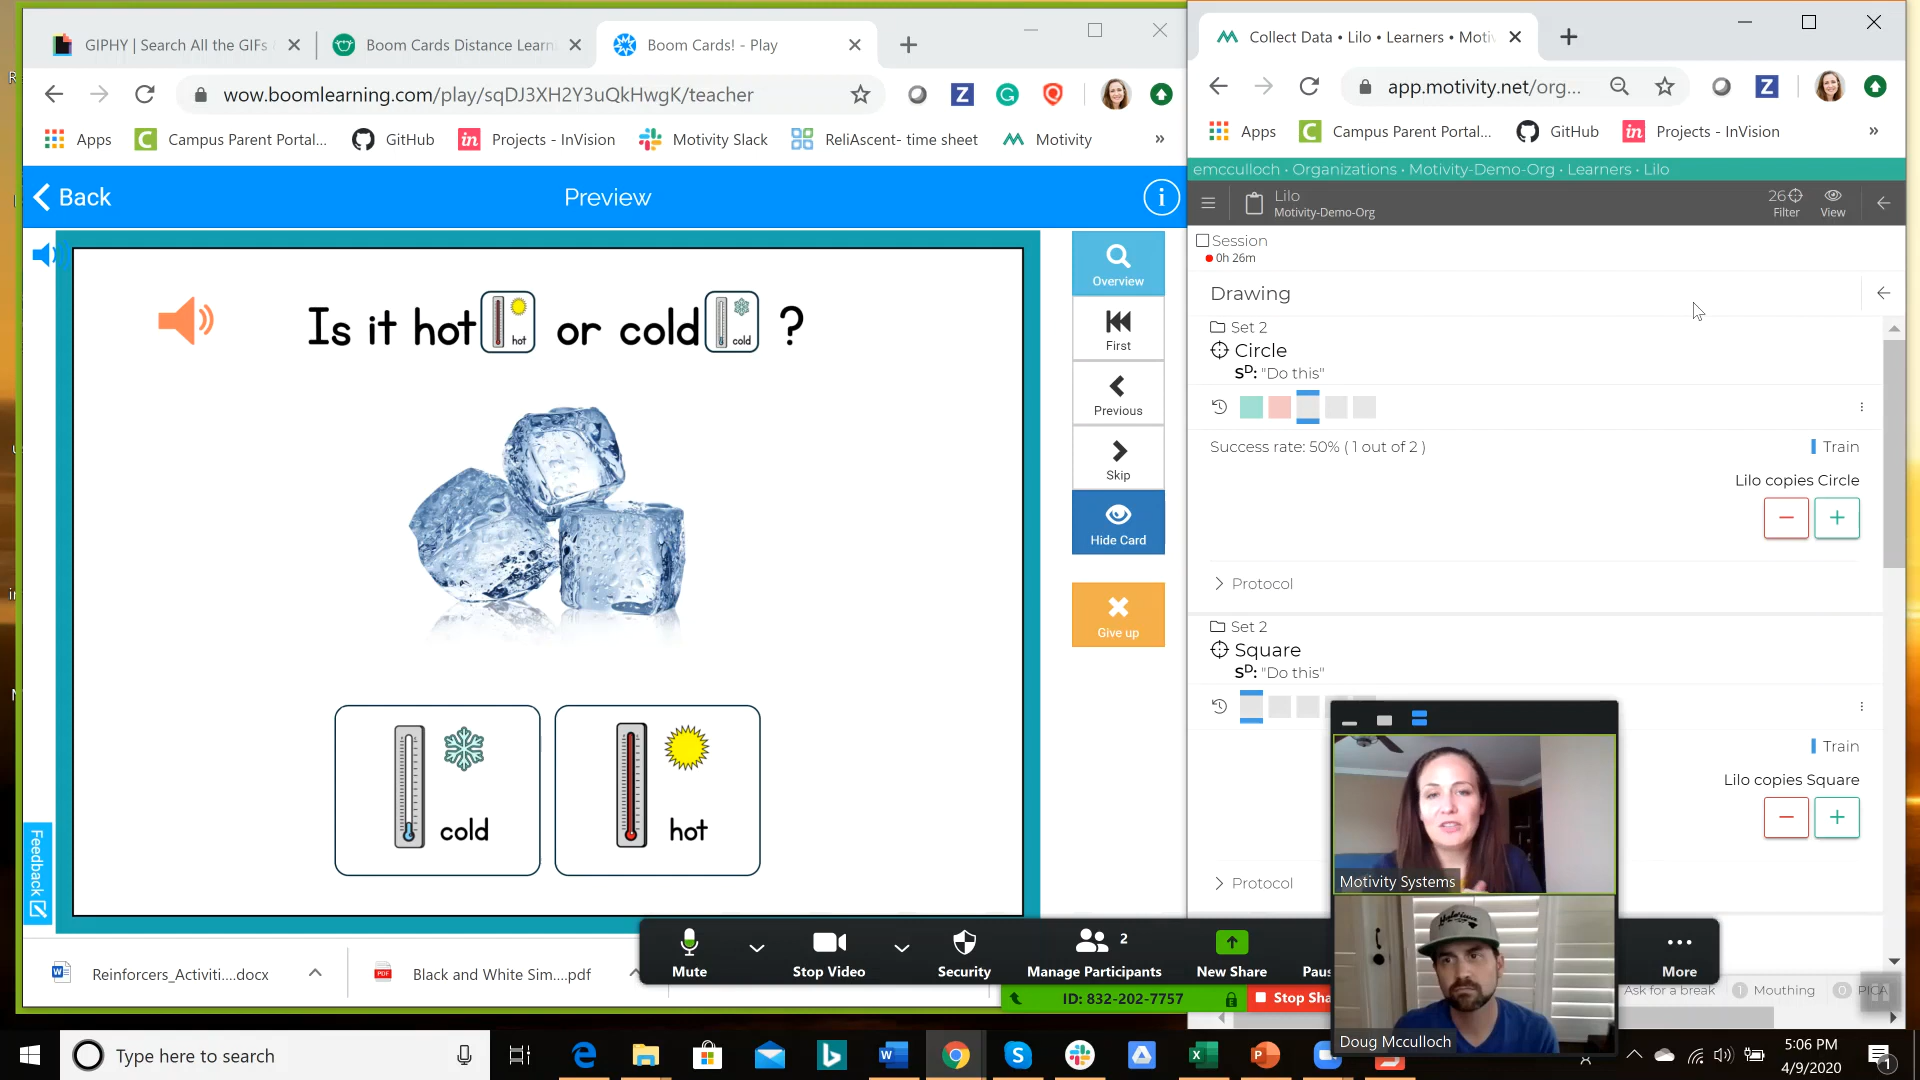 GIPHY | Search All the GIFs
Boom Cards Distance Learn
Boom Cards! - Play
wow.boomlearning.com/play/sqDJ3XH2Y3uQkHwgK/teacher
Apps
Campus Parent Portal...
GitHub
Projects - InVision
Motivity Slack
ReliAscent- time sheet
Motivity
»
Back
Preview
Is it hot hot or cold cold ?
Overview
First
Previous
Skip
Hide Card
Give up
cold
hot
Feedback
Reinforcers_Activiti....docx
Black and White Sim....pdf
Collect Data • Lilo • Learners • Moti
app.motivity.net/org...
Apps
Campus Parent Portal...
GitHub
Projects - InVision
»
emcculloch • Organizations • Motivity-Demo-Org • Learners • Lilo
Lilo
Motivity-Demo-Org
26
Filter
View
Session
0h 26m
Drawing
Set 2
Circle
SD: "Do this"
Success rate: 50% ( 1 out of 2 )
Train
Lilo copies Circle
Protocol
Set 2
Square
SD: "Do this"
Train
Lilo copies Square
Protocol
Motivity Systems
Doug Mcculloch
Mute
Stop Video
Security
2
Manage Participants
New Share
Paus
More
ID: 832-202-7757
Stop Sha
Ask for a break
1 Mouthing
0 PICA
Type here to search
5:06 PM
4/9/2020
1